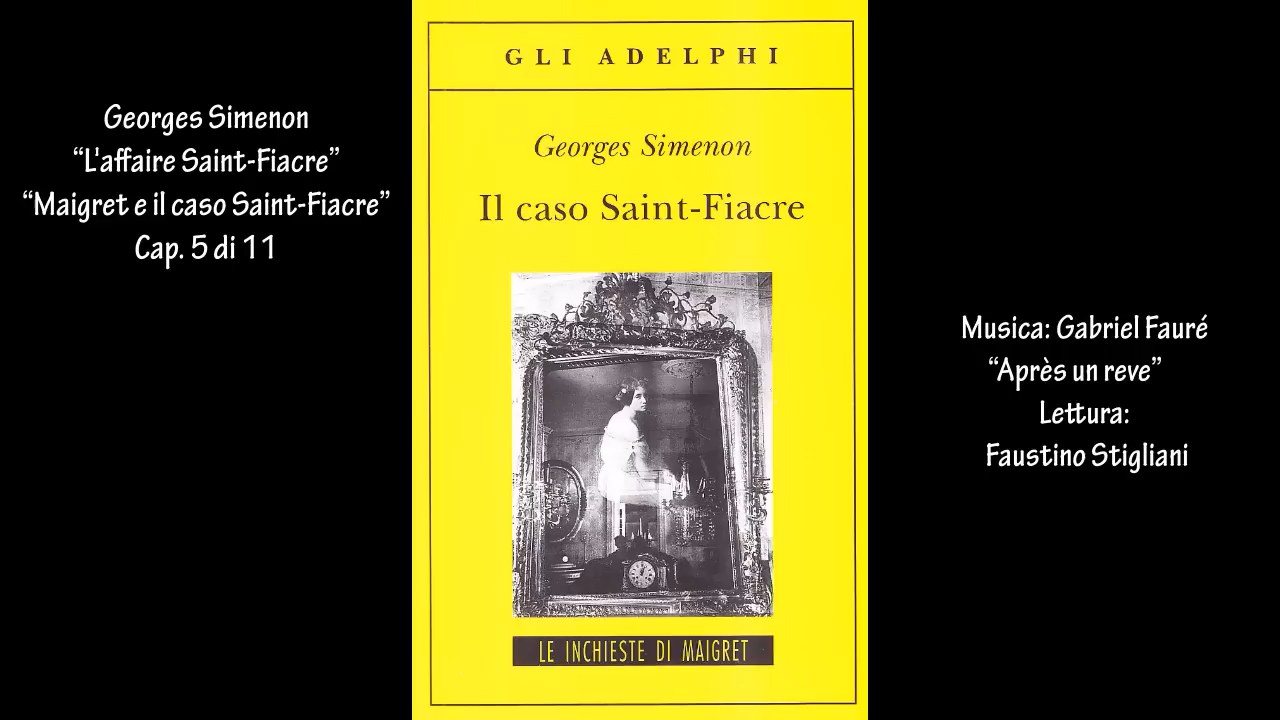 Georges Simenon
“L'affaire Saint-Fiacre”
“Maigret e il caso Saint-Fiacre”
Cap. 5 di 11
GLI ADELPHI
Georges Simenon
Il caso Saint-Fiacre
LE INCHIESTE DI MAIGRET
Musica: Gabriel Fauré
“Après un reve”
Lettura:
Faustino Stigliani